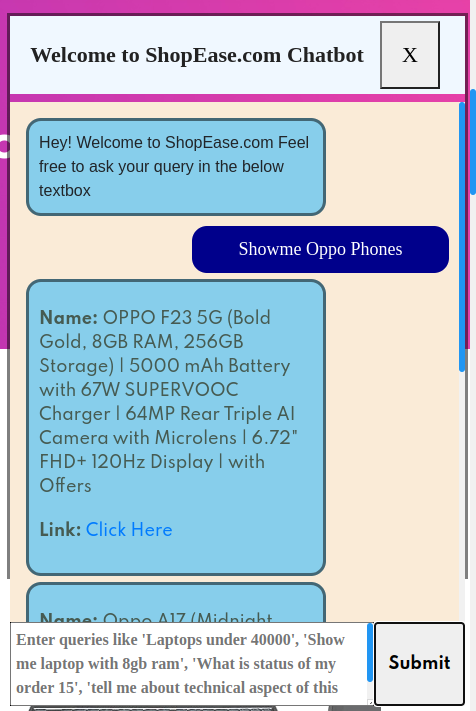 Welcome to ShopEase.com Chatbot
X
Hey! Welcome to ShopEase.com Feel
free to ask your query in the below
textbox
Showme Oppo Phones
Name: OPPO F23 5G (Bold
Gold, 8GB RAM, 256GB
Storage) | 5000 mAh Battery
with 67W SUPERVOOC
Charger | 64MP Rear Triple AI
Camera with Microlens | 6.72"
FHD+ 120Hz Display | with
Offers
Link: Click Here
Name: Oppo A17 (Midnight
Enter queries like 'Laptops under 40000', 'Show
me laptop with 8gb ram', 'What is status of my
order 15', 'tell me about technical aspect of this
Submit